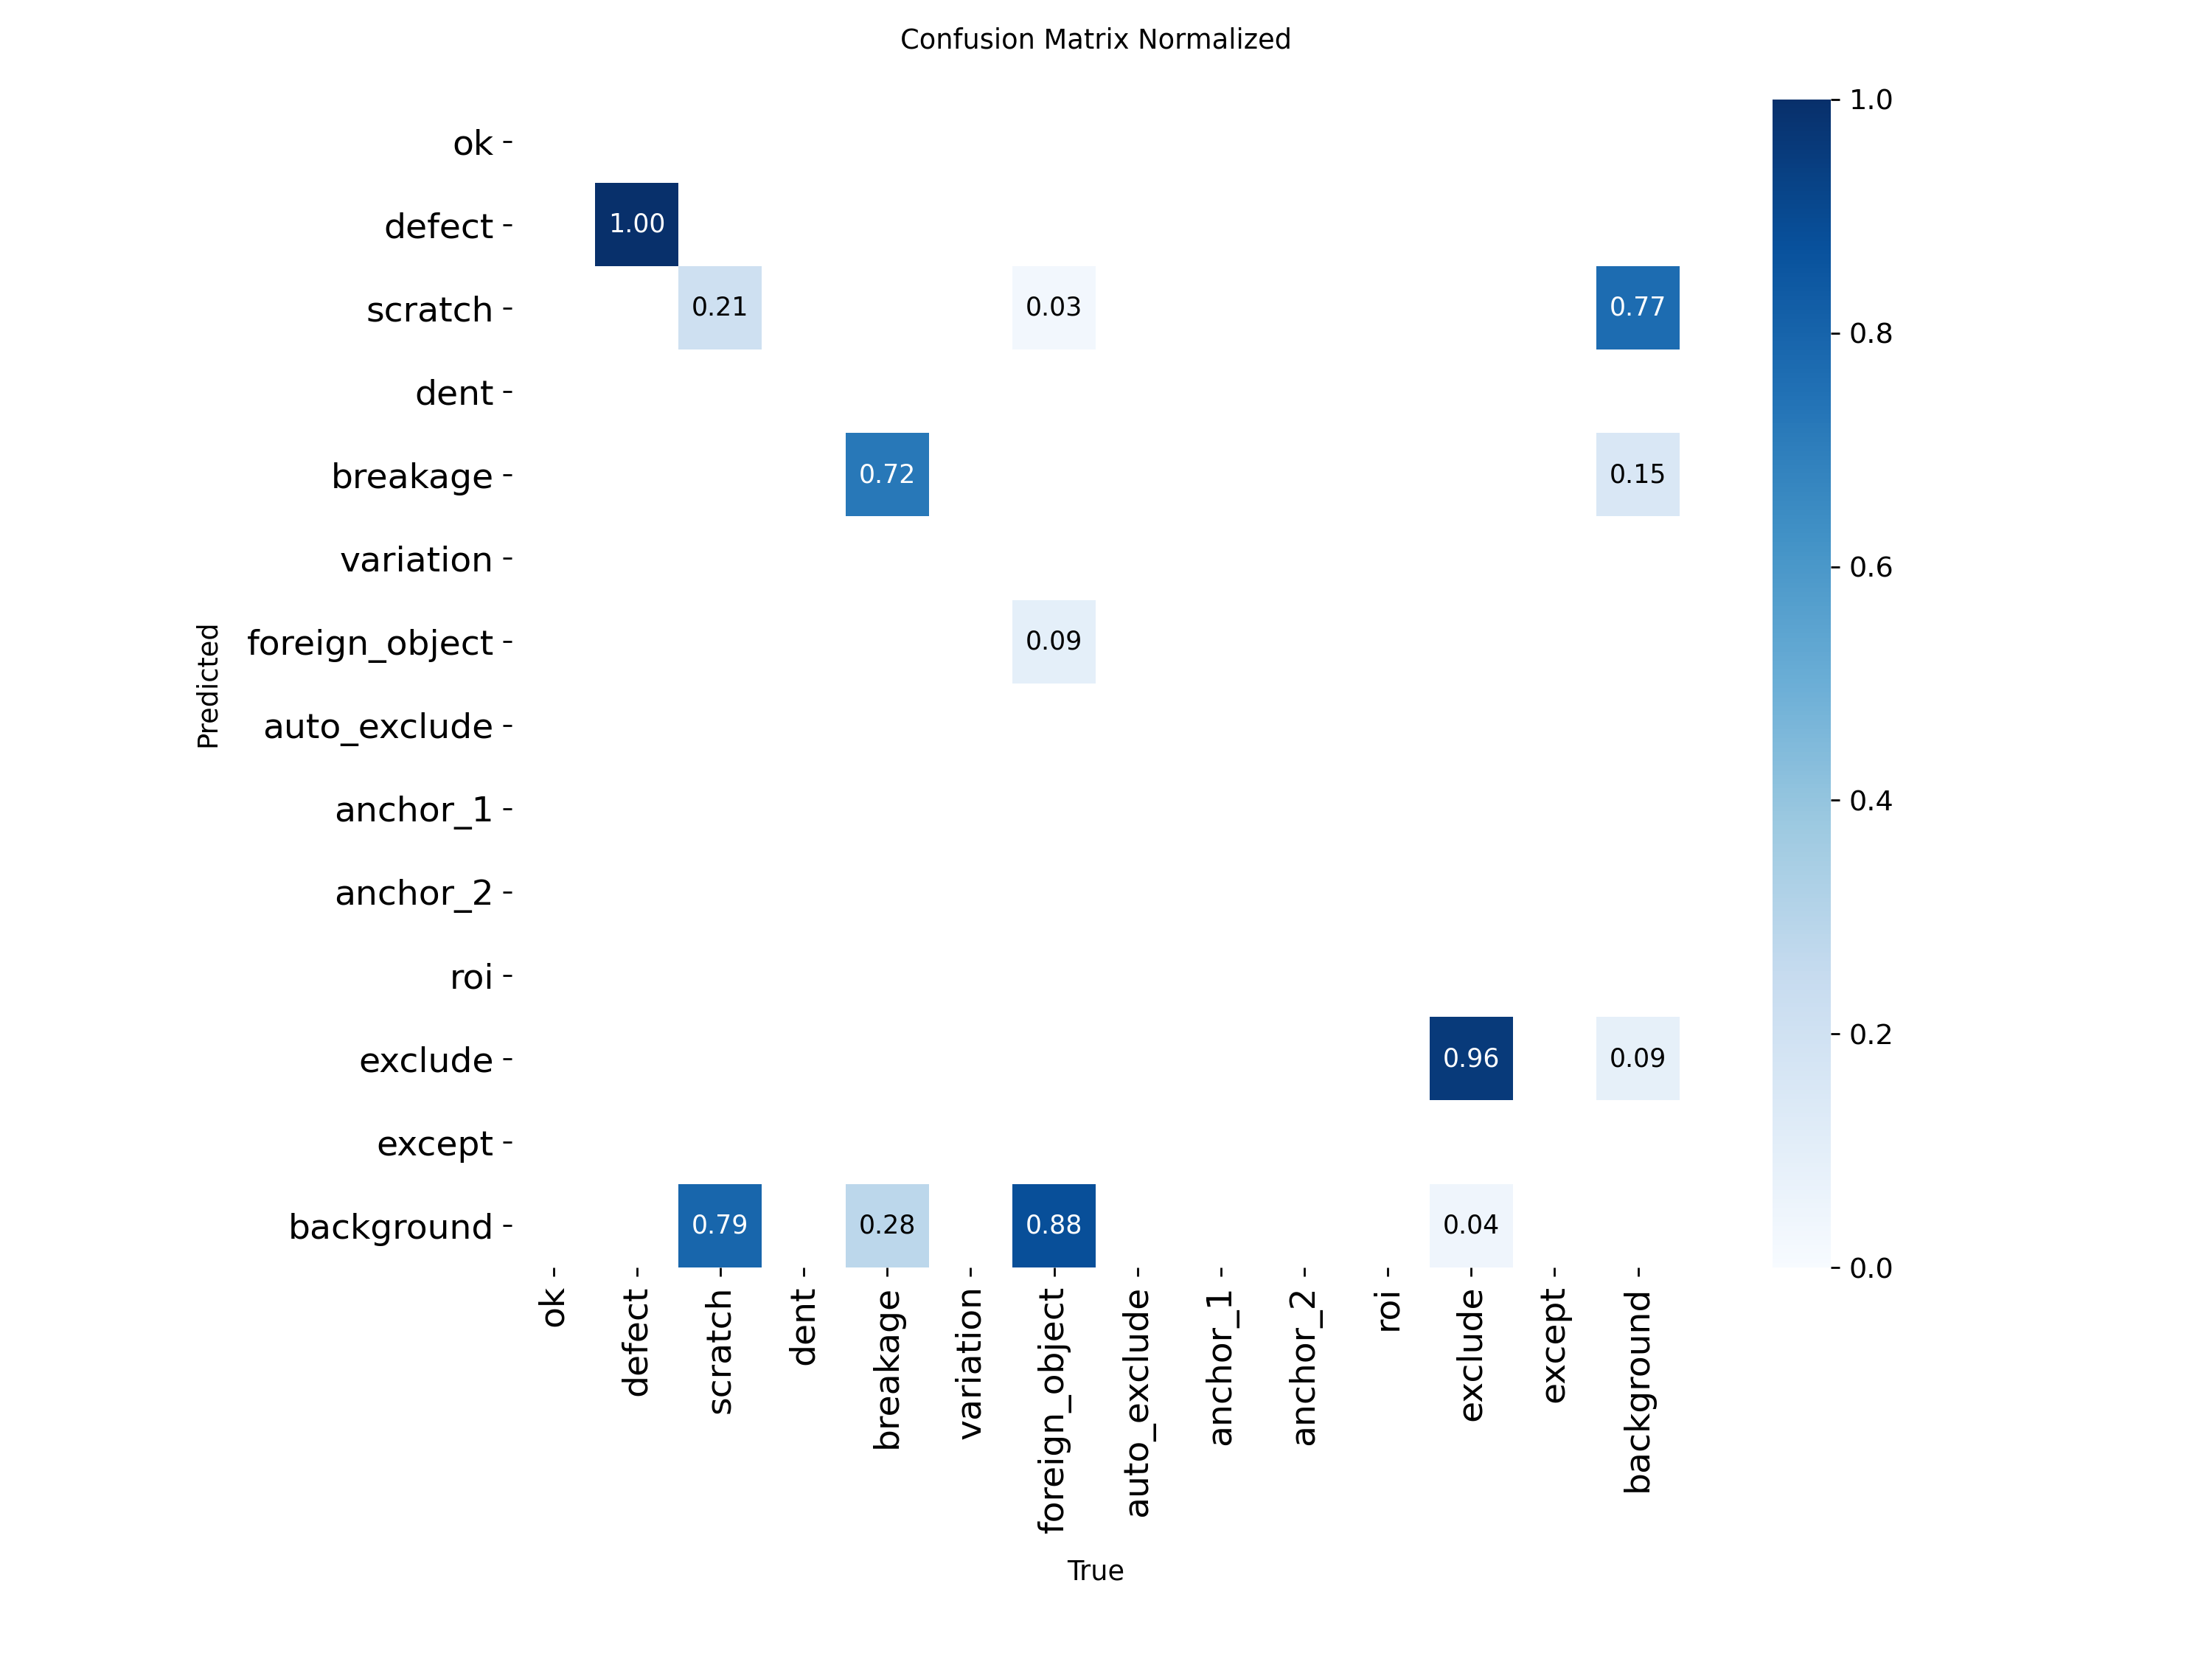 Confusion Matrix Normalized
ok
defect
scratch
dent
breakage
variation
foreign_object
auto_exclude
anchor_1
anchor_2
roi
exclude
except
background
Predicted
1.00
0.21 0.03 0.77
0.72 0.15
0.09
0.96 0.09
0.79 0.28 0.88 0.04
ok
defect
scratch
dent
breakage
variation
foreign_object
auto_exclude
anchor_1
anchor_2
roi
exclude
except
background
True
1.0
0.8
0.6
0.4
0.2
0.0